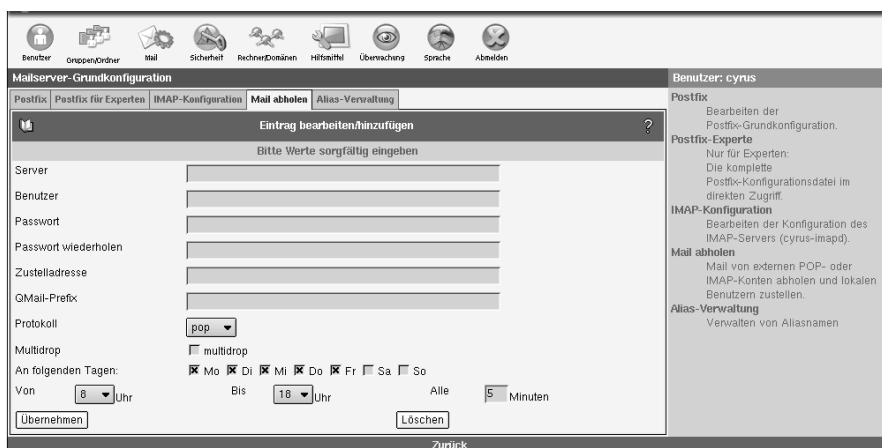 Benutzer Gruppen/Ordner Mail Sicherheit Rechner/Domänen Hilfsmittel Überwachung Sprache Abmelden
Mailserver-Grundkonfiguration
Postfix Postfix für Experten IMAP-Konfiguration Mail abholen Alias-Verwaltung
Eintrag bearbeiten/hinzufügen ?
Bitte Werte sorgfältig eingeben
Server
Benutzer
Passwort
Passwort wiederholen
Zustelladresse
QMail-Prefix
Protokoll pop
Multidrop multidrop
An folgenden Tagen: Mo Di Mi Do Fr Sa So
Von 8 Uhr Bis 18 Uhr Alle 5 Minuten
Übernehmen Löschen
Zurück
Benutzer: cyrus
Postfix
Bearbeiten der
Postfix-Grundkonfiguration.
Postfix-Experte
Nur für Experten:
Die komplette
Postfix-Konfigurationsdatei im
direkten Zugriff.
IMAP-Konfiguration
Bearbeiten der Konfiguration des
IMAP-Servers (cyrus-imapd).
Mail abholen
Mail von externen POP- oder
IMAP-Konten abholen und lokalen
Benutzern zustellen.
Alias-Verwaltung
Verwalten von Aliasnamen